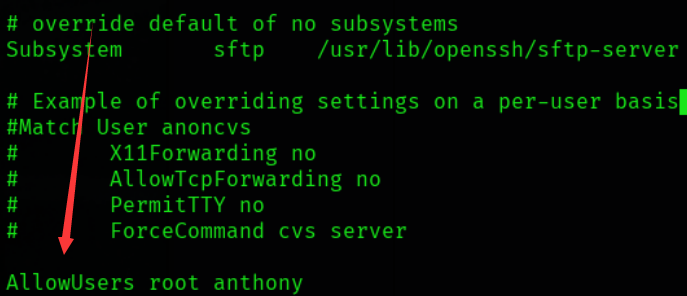 # override default of no subsystems
Subsystem       sftp    /usr/lib/openssh/sftp-server
# Example of overriding settings on a per-user basis
#Match User anoncvs
#       X11Forwarding no
#       AllowTcpForwarding no
#       PermitTTY no
#       ForceCommand cvs server
AllowUsers root anthony